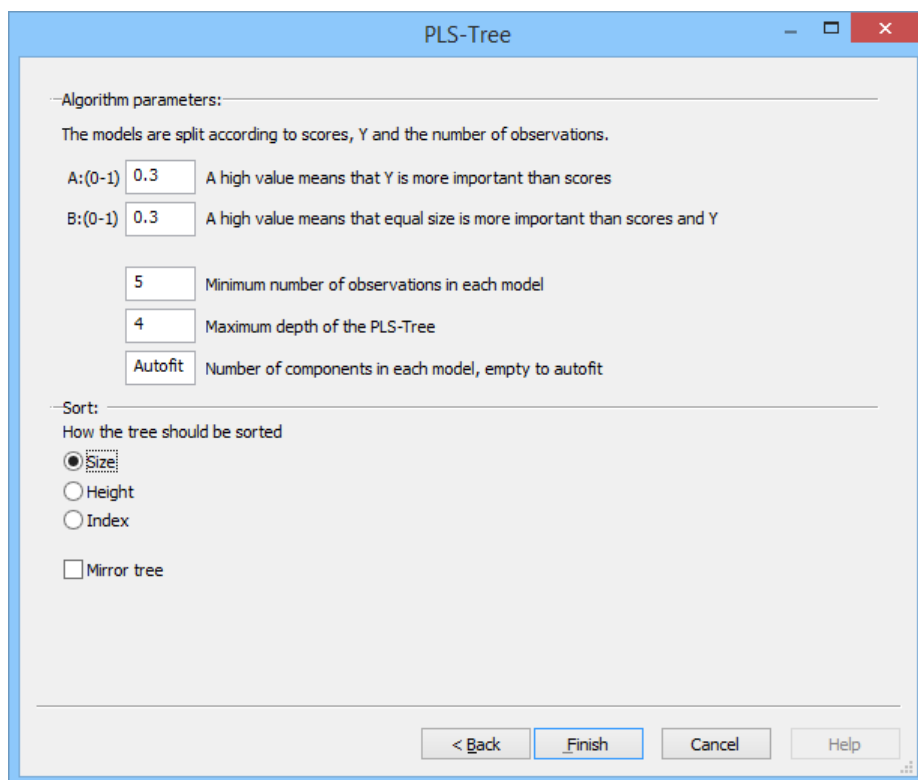 PLS-Tree
Algorithm parameters:
The models are split according to scores, Y and the number of observations.
A:(0-1) 0.3 A high value means that Y is more important than scores
B:(0-1) 0.3 A high value means that equal size is more important than scores and Y
5 Minimum number of observations in each model
4 Maximum depth of the PLS-Tree
Autofit Number of components in each model, empty to autofit
Sort:
How the tree should be sorted
Size
Height
Index
Mirror tree
< Back Finish Cancel Help